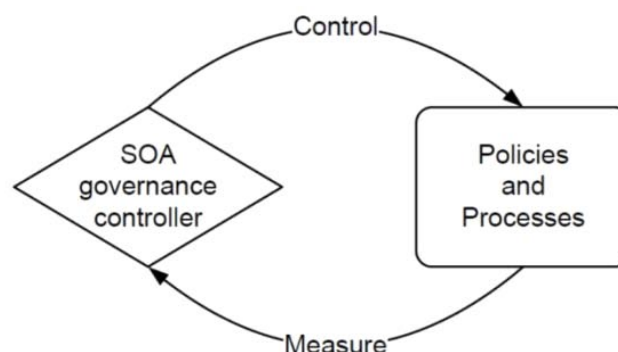 Control
SOA
governance
controller
Policies
and
Processes
Measure